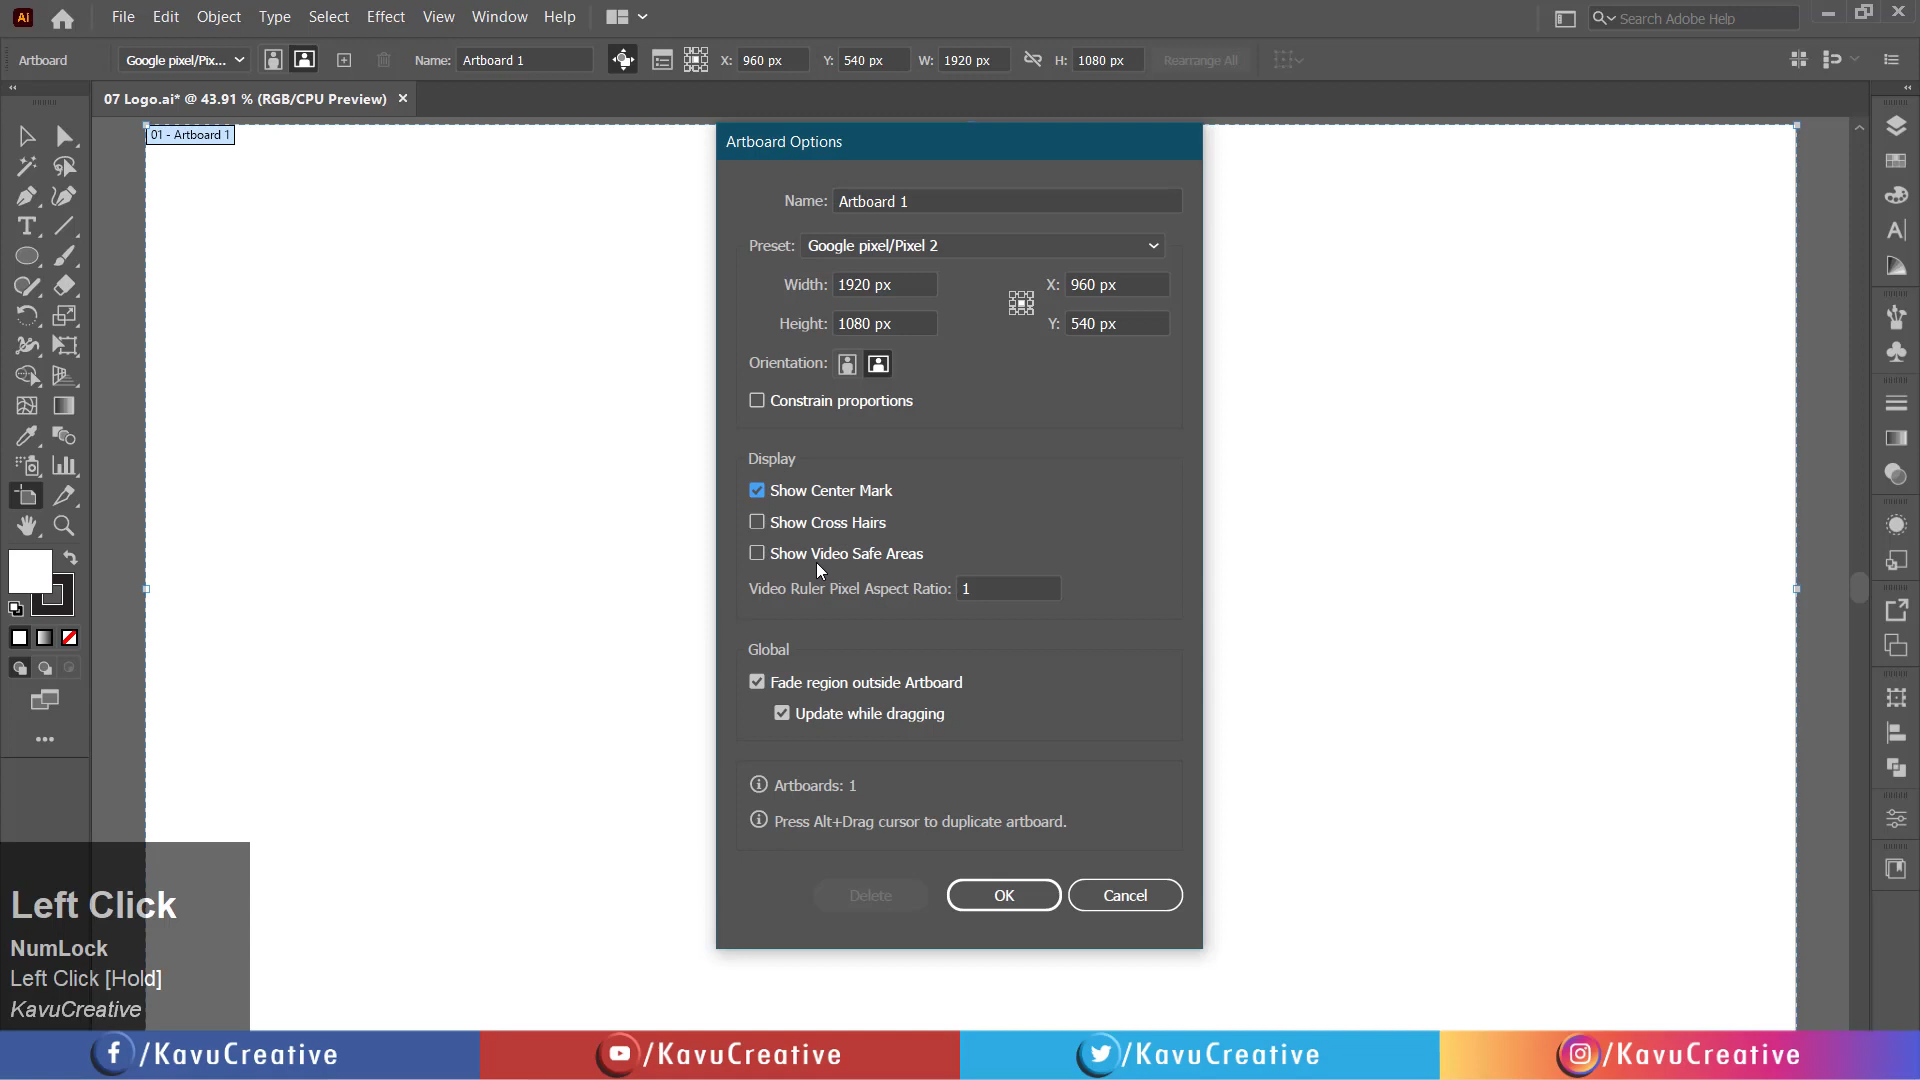 Ai File Edit Object Type Select Effect View Window Help Search Adobe Help
Artboard Google pixel/Pix... Name: Artboard 1 X: 960 px Y: 540 px W: 1920 px H: 1080 px Rearrange All
07 Logo.ai* @ 43.91 % (RGB/CPU Preview)
01 - Artboard 1
Artboard Options
Name: Artboard 1
Preset: Google pixel/Pixel 2
Width: 1920 px X: 960 px
Height: 1080 px Y: 540 px
Orientation:
Constrain proportions
Display
Show Center Mark
Show Cross Hairs
Show Video Safe Areas
Video Ruler Pixel Aspect Ratio: 1
Global
Fade region outside Artboard
Update while dragging
Artboards: 1
Press Alt+Drag cursor to duplicate artboard.
Delete OK Cancel
Left Click
NumLock
Left Click [Hold]
KavuCreative
/KavuCreative /KavuCreative /KavuCreative /KavuCreative